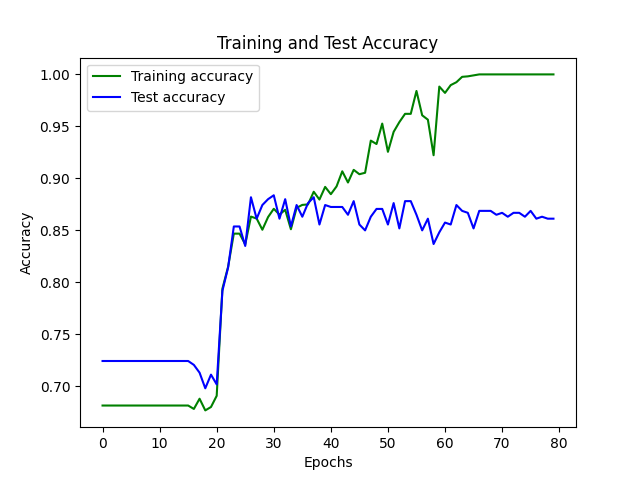 Training and Test Accuracy
Training accuracy
Test accuracy
1.00
0.95
0.90
0.85
0.80
0.75
0.70
Accuracy
0 10 20 30 40 50 60 70 80
Epochs